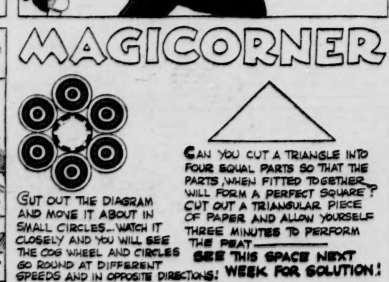 MAGICORNER
CUT OUT THE DIAGRAM
AND MOVE IT ABOUT IN
SMALL CIRCLES... WATCH IT
CLOSELY AND YOU WILL SEE
THE COG WHEEL AND CIRCLES
GO ROUND AT DIFFERENT
SPEEDS AND IN OPPOSITE DIRECTIONS!
CAN YOU CUT A TRIANGLE INTO
FOUR EQUAL PARTS SO THAT THE
PARTS, WHEN FITTED TOGETHER
WILL FORM A PERFECT SQUARE?
CUT OUT A TRIANGULAR PIECE
OF PAPER AND ALLOW YOURSELF
THREE MINUTES TO PERFORM
THE FEAT
SEE THIS SPACE NEXT
WEEK FOR SOLUTION!